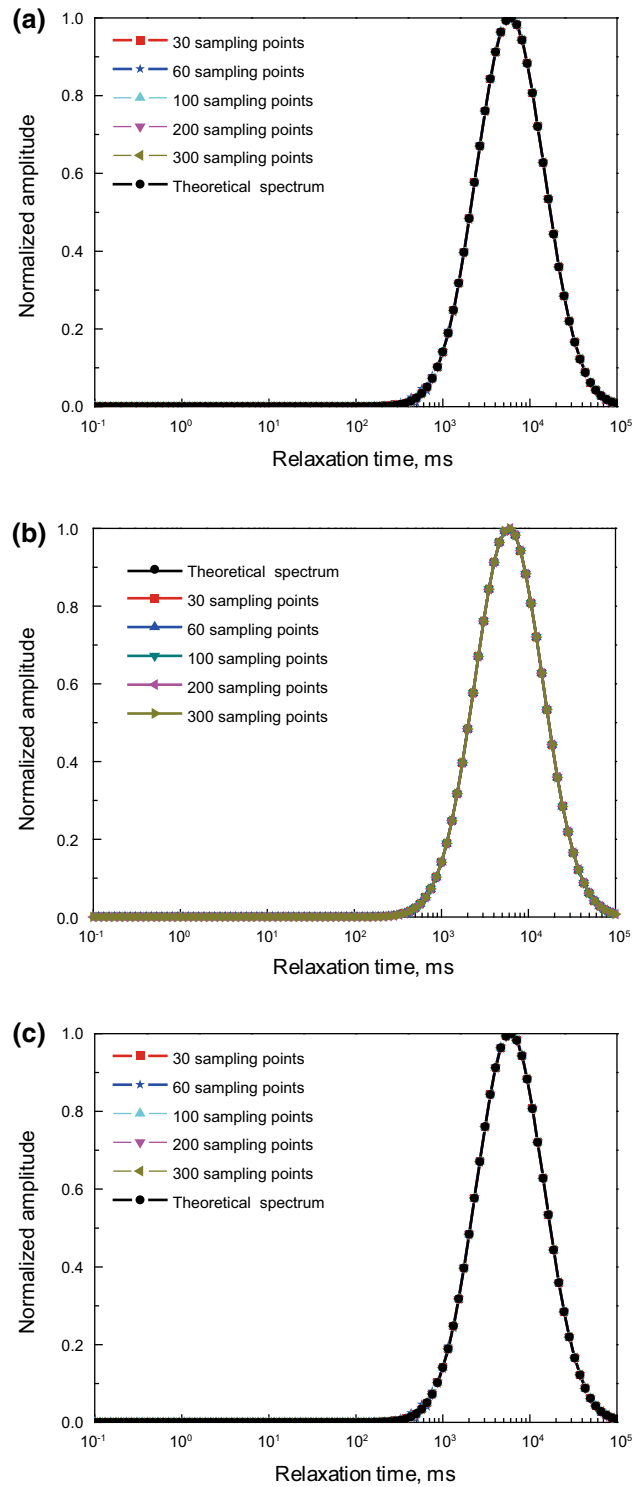 (a)
1.0
0.8
0.6
0.4
0.2
0.0
Normalized amplitude
30 sampling points
60 sampling points
100 sampling points
200 sampling points
300 sampling points
Theoretical spectrum
10⁻¹ 10⁰ 10¹ 10² 10³ 10⁴ 10⁵
Relaxation time, ms
(b)
1.0
0.8
0.6
0.4
0.2
0.0
Normalized amplitude
Theoretical spectrum
30 sampling points
60 sampling points
100 sampling points
200 sampling points
300 sampling points
10⁻¹ 10⁰ 10¹ 10² 10³ 10⁴ 10⁵
Relaxation time, ms
(c)
1.0
0.8
0.6
0.4
0.2
0.0
Normalized amplitude
30 sampling points
60 sampling points
100 sampling points
200 sampling points
300 sampling points
Theoretical spectrum
10⁻¹ 10⁰ 10¹ 10² 10³ 10⁴ 10⁵
Relaxation time, ms